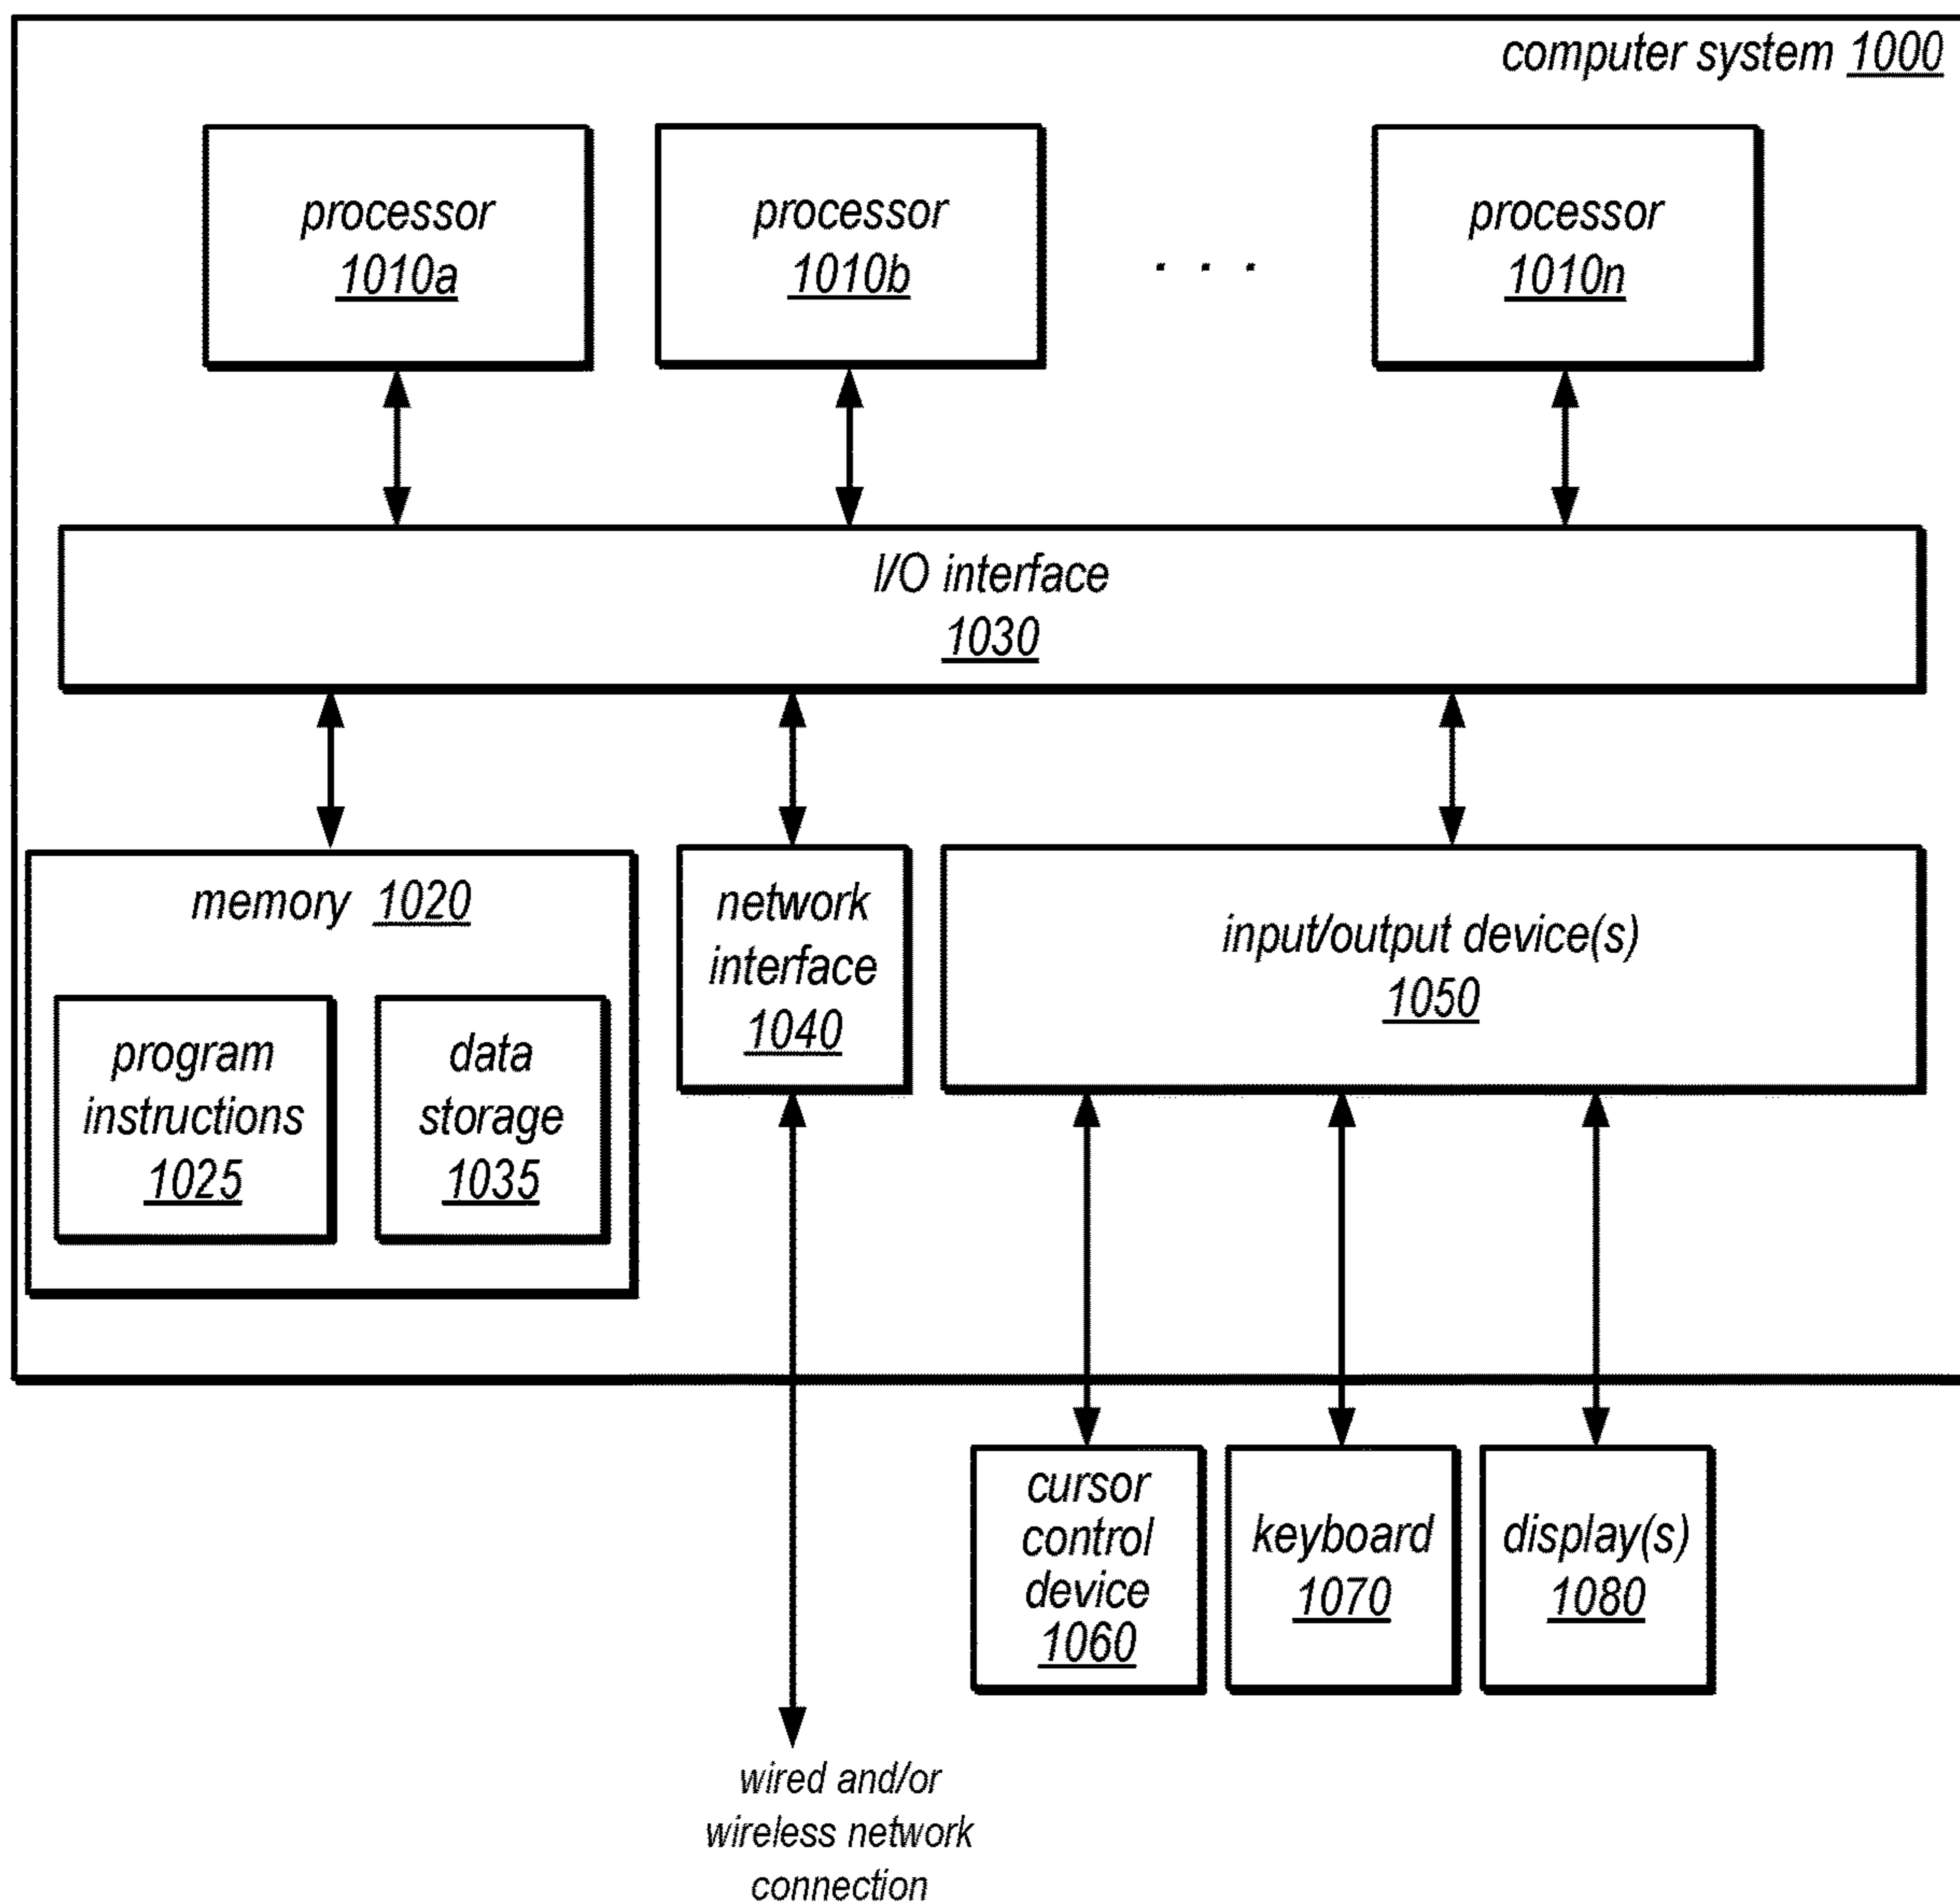 computer system 1000
processor
1010a
processor
1010b
. . .
processor
1010n
I/O interface
1030
memory 1020
program
instructions
1025
data
storage
1035
network
interface
1040
input/output device(s)
1050
cursor
control
device
1060
keyboard
1070
display(s)
1080
wired and/or
wireless network
connection